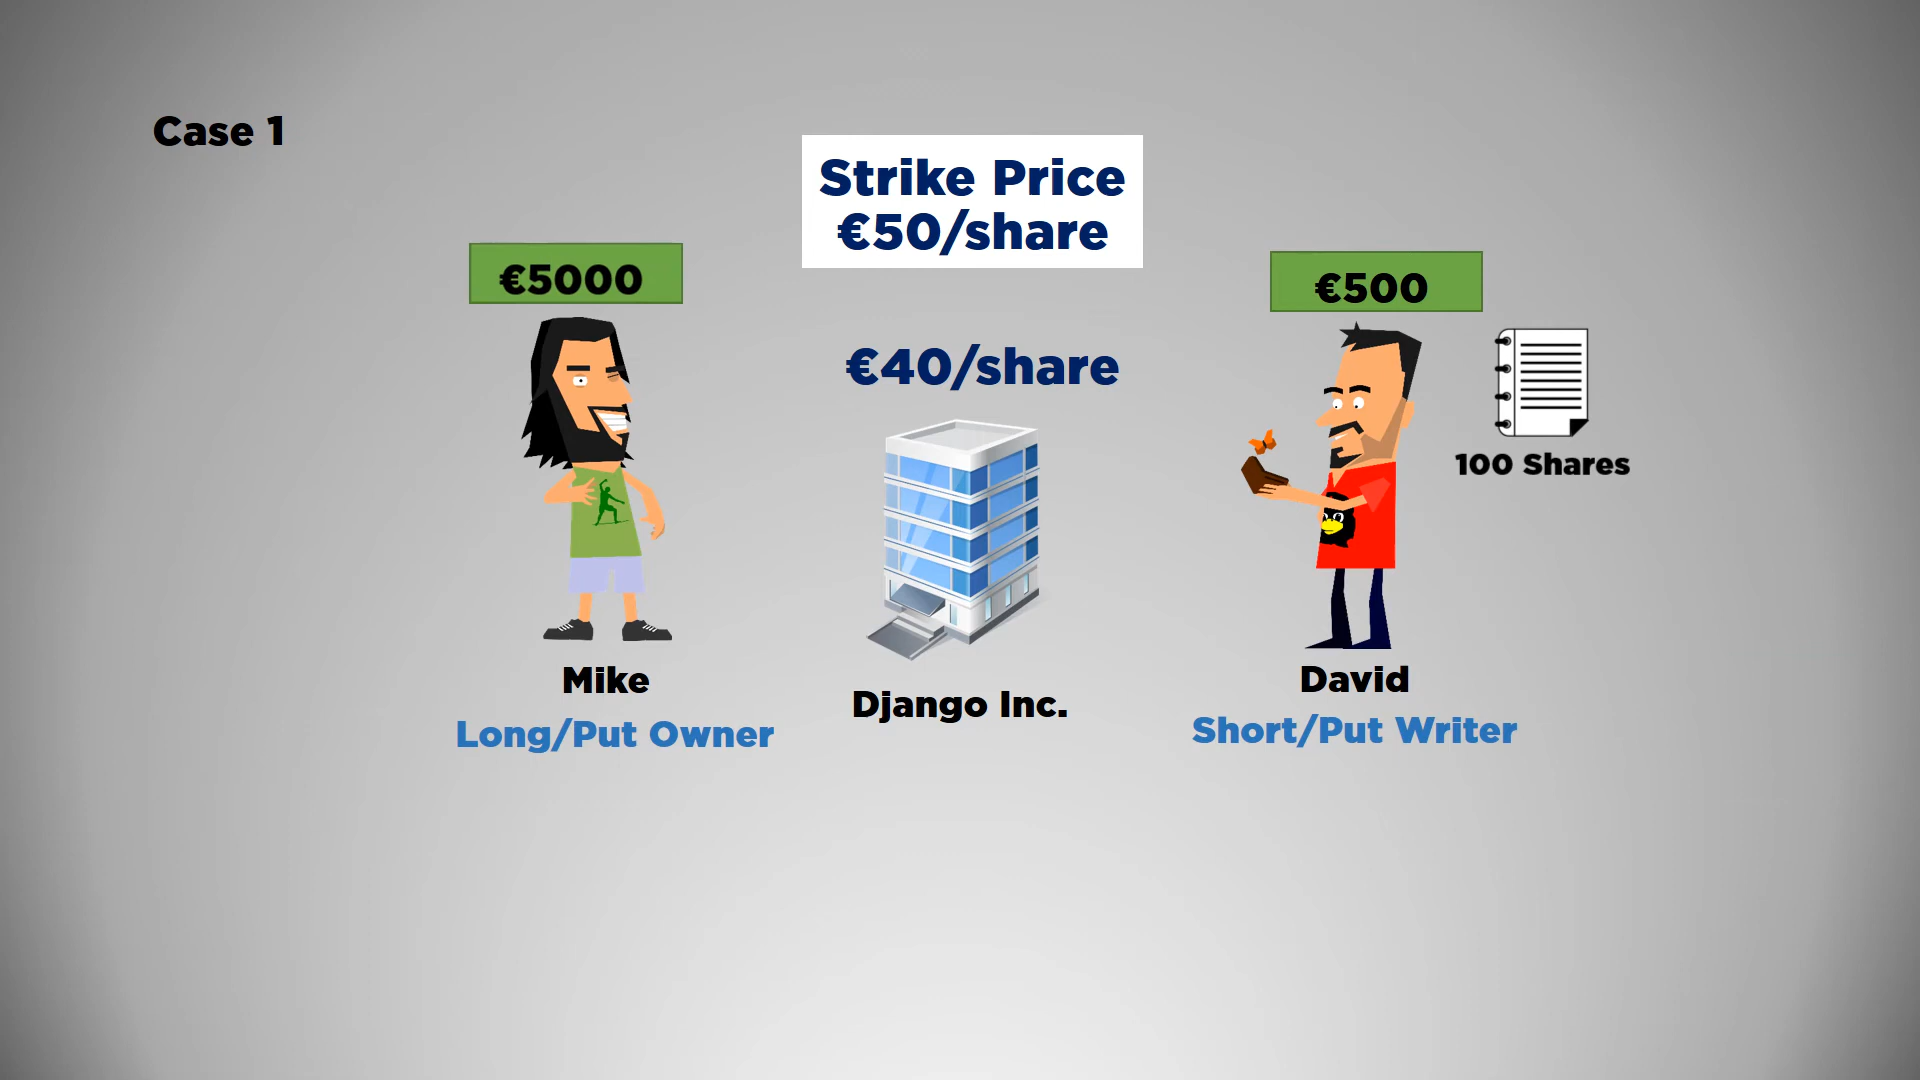 Case 1
Strike Price
€50/share
€5000
€500
€40/share
100 Shares
Mike
David
Django Inc.
Long/Put Owner
Short/Put Writer